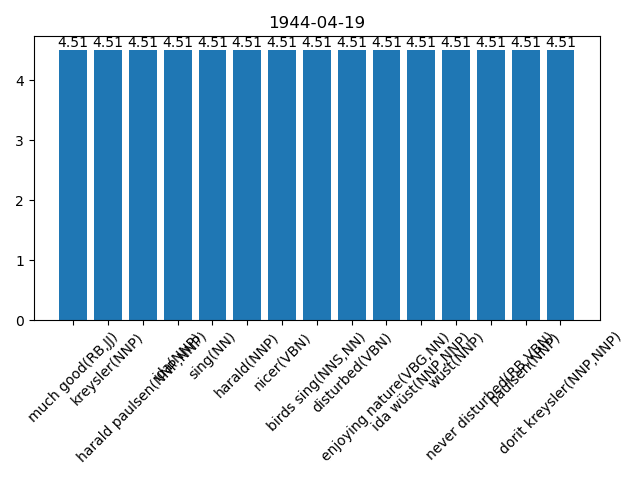 1944-04-19
4.51 4.51 4.51 4.51 4.51 4.51 4.51 4.51 4.51 4.51 4.51 4.51 4.51 4.51 4.51
4
3
2
1
0
much good(RB,JJ)
kreysler(NNP)
harald paulsen(NNP,NNP)
ida(NNP)
sing(NN)
harald(NNP)
nicer(VBN)
birds sing(NNS,NN)
disturbed(VBN)
enjoying nature(VBG,NN)
ida wüst(NNP,NNP)
wüst(NNP)
never disturbed(RB,VBN)
paulsen(NNP)
dorit kreysler(NNP,NNP)